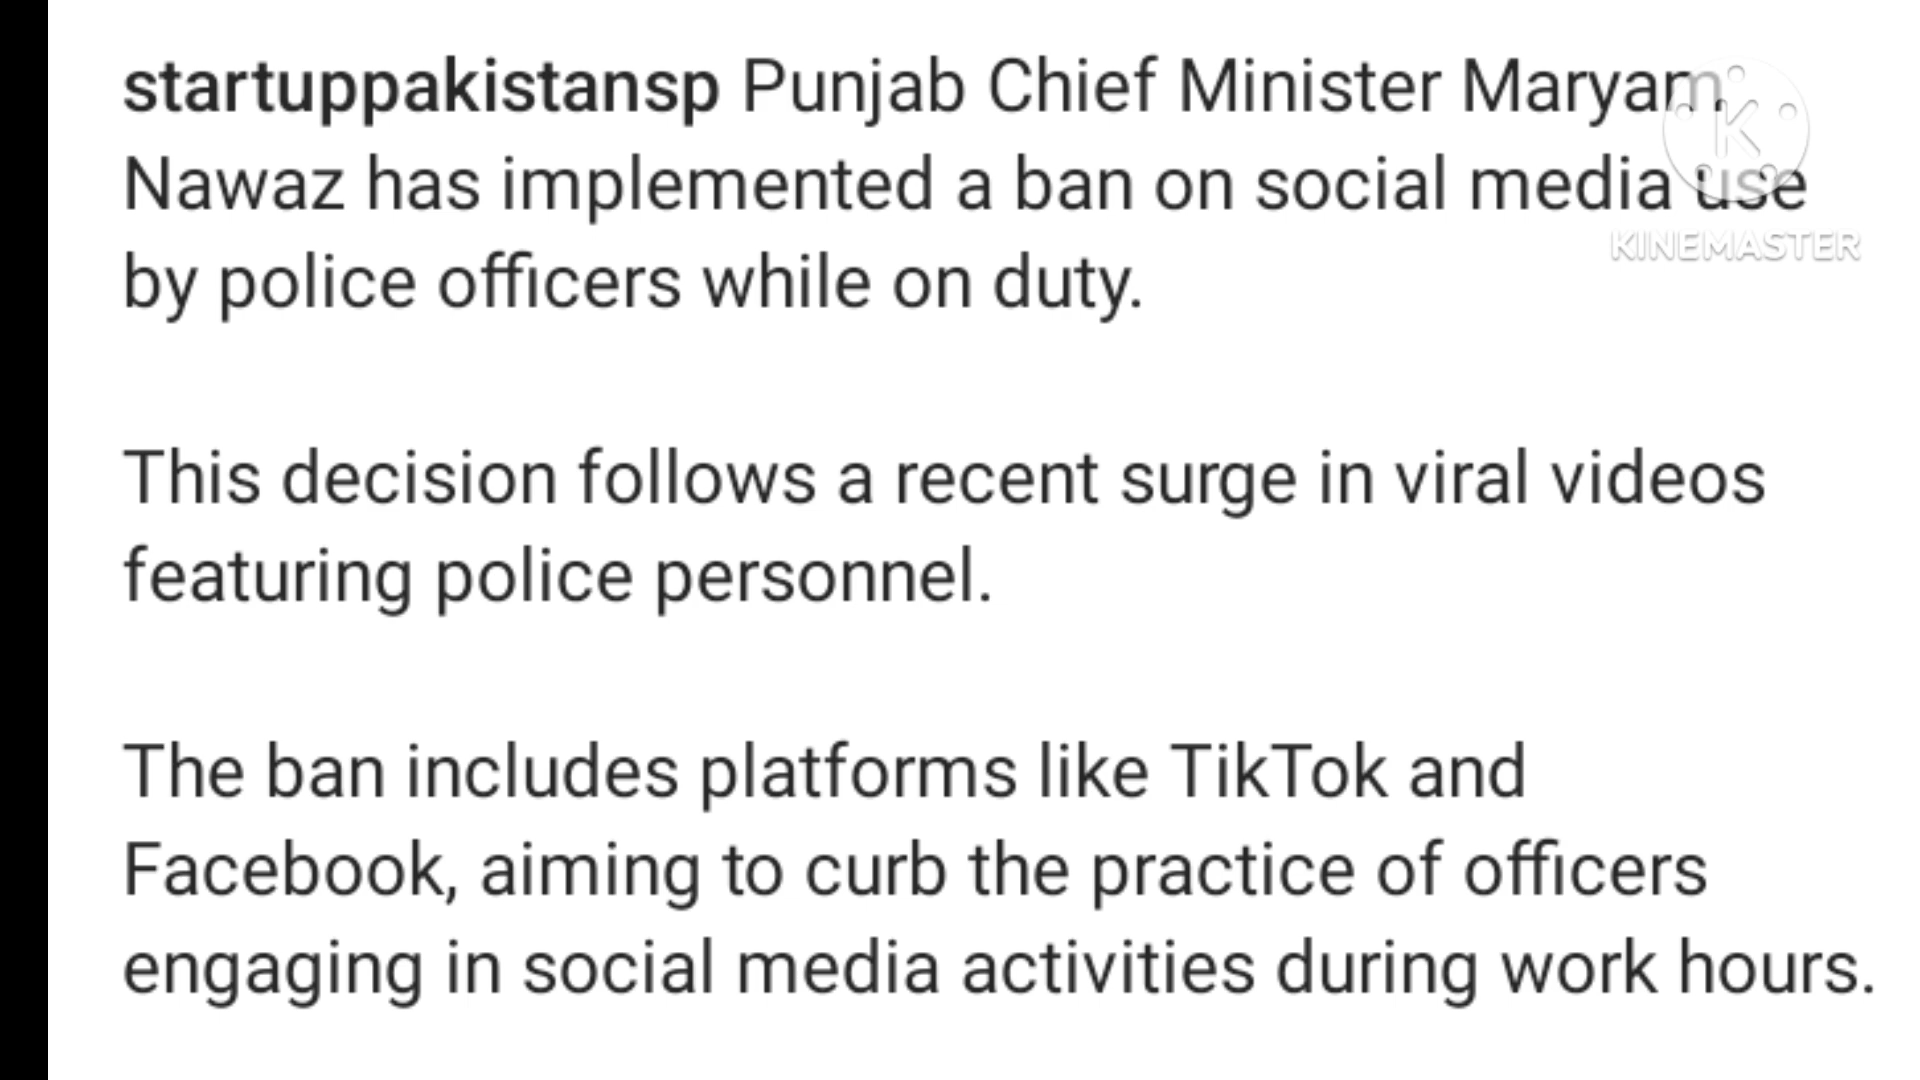 startuppakistansp Punjab Chief Minister Maryam
Nawaz has implemented a ban on social media use
by police officers while on duty.
This decision follows a recent surge in viral videos
featuring police personnel.
The ban includes platforms like TikTok and
Facebook, aiming to curb the practice of officers
engaging in social media activities during work hours.
K
KINEMASTER